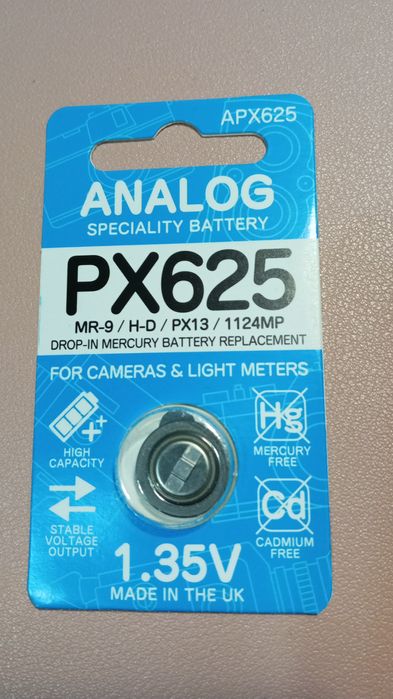 APX625
ANALOG
SPECIALITY BATTERY
PX625
MR-9 / H-D / PX13 / 1124MP
DROP-IN MERCURY BATTERY REPLACEMENT
FOR CAMERAS & LIGHT METERS
HIGH
CAPACITY
Hg
MERCURY
FREE
STABLE
VOLTAGE
OUTPUT
Cd
CADMIUM
FREE
1.35V
MADE IN THE UK